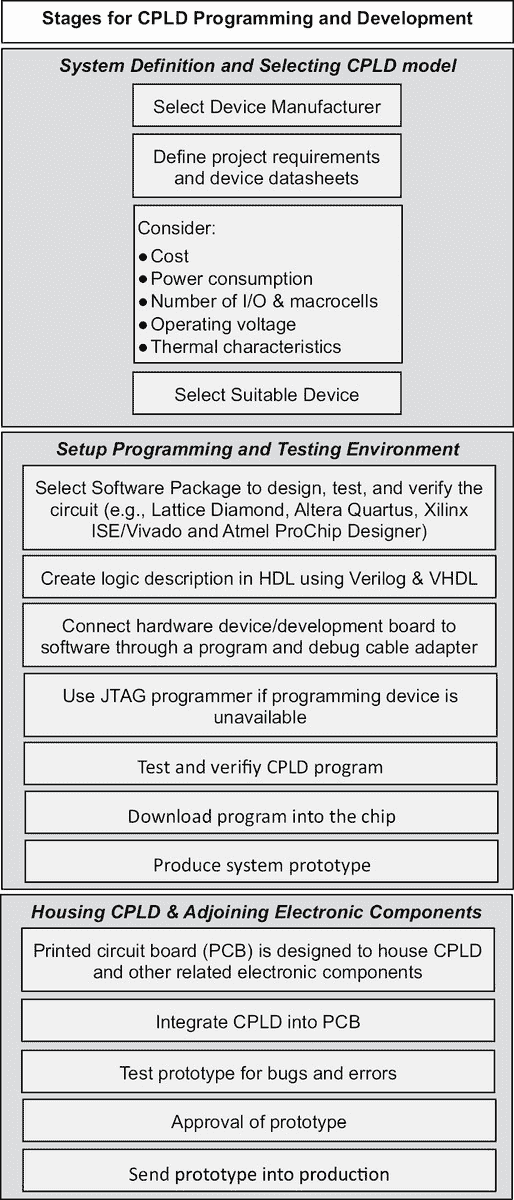 Stages for CPLD Programming and Development
System Definition and Selecting CPLD model
Select Device Manufacturer
Define project requirements
and device datasheets
Consider:
● Cost
● Power consumption
● Number of I/O & macrocells
● Operating voltage
● Thermal characteristics
Select Suitable Device
Setup Programming and Testing Environment
Select Software Package to design, test, and verify the
circuit (e.g., Lattice Diamond, Altera Quartus, Xilinx
ISE/Vivado and Atmel ProChip Designer)
Create logic description in HDL using Verilog & VHDL
Connect hardware device/development board to
software through a program and debug cable adapter
Use JTAG programmer if programming device is
unavailable
Test and verifiy CPLD program
Download program into the chip
Produce system prototype
Housing CPLD & Adjoining Electronic Components
Printed circuit board (PCB) is designed to house CPLD
and other related electronic components
Integrate CPLD into PCB
Test prototype for bugs and errors
Approval of prototype
Send prototype into production